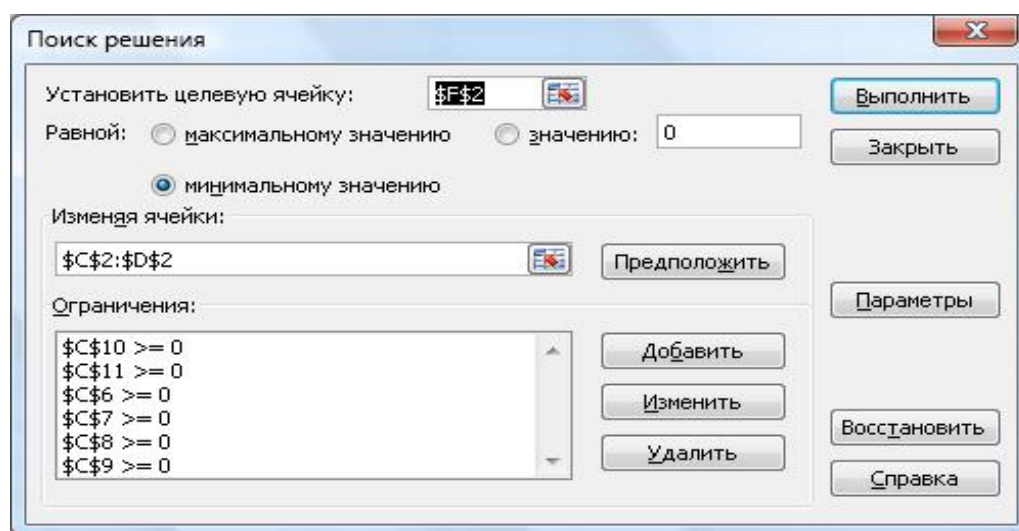 Поиск решения
Установить целевую ячейку: $F$2
Выполнить
Равной: максимальному значению значению: 0
Закрыть
минимальному значению
Изменяя ячейки:
$C$2:$D$2
Предположить
Параметры
Ограничения:
$C$10 >= 0
$C$11 >= 0
$C$6 >= 0
$C$7 >= 0
$C$8 >= 0
$C$9 >= 0
Добавить
Изменить
Удалить
Восстановить
Справка